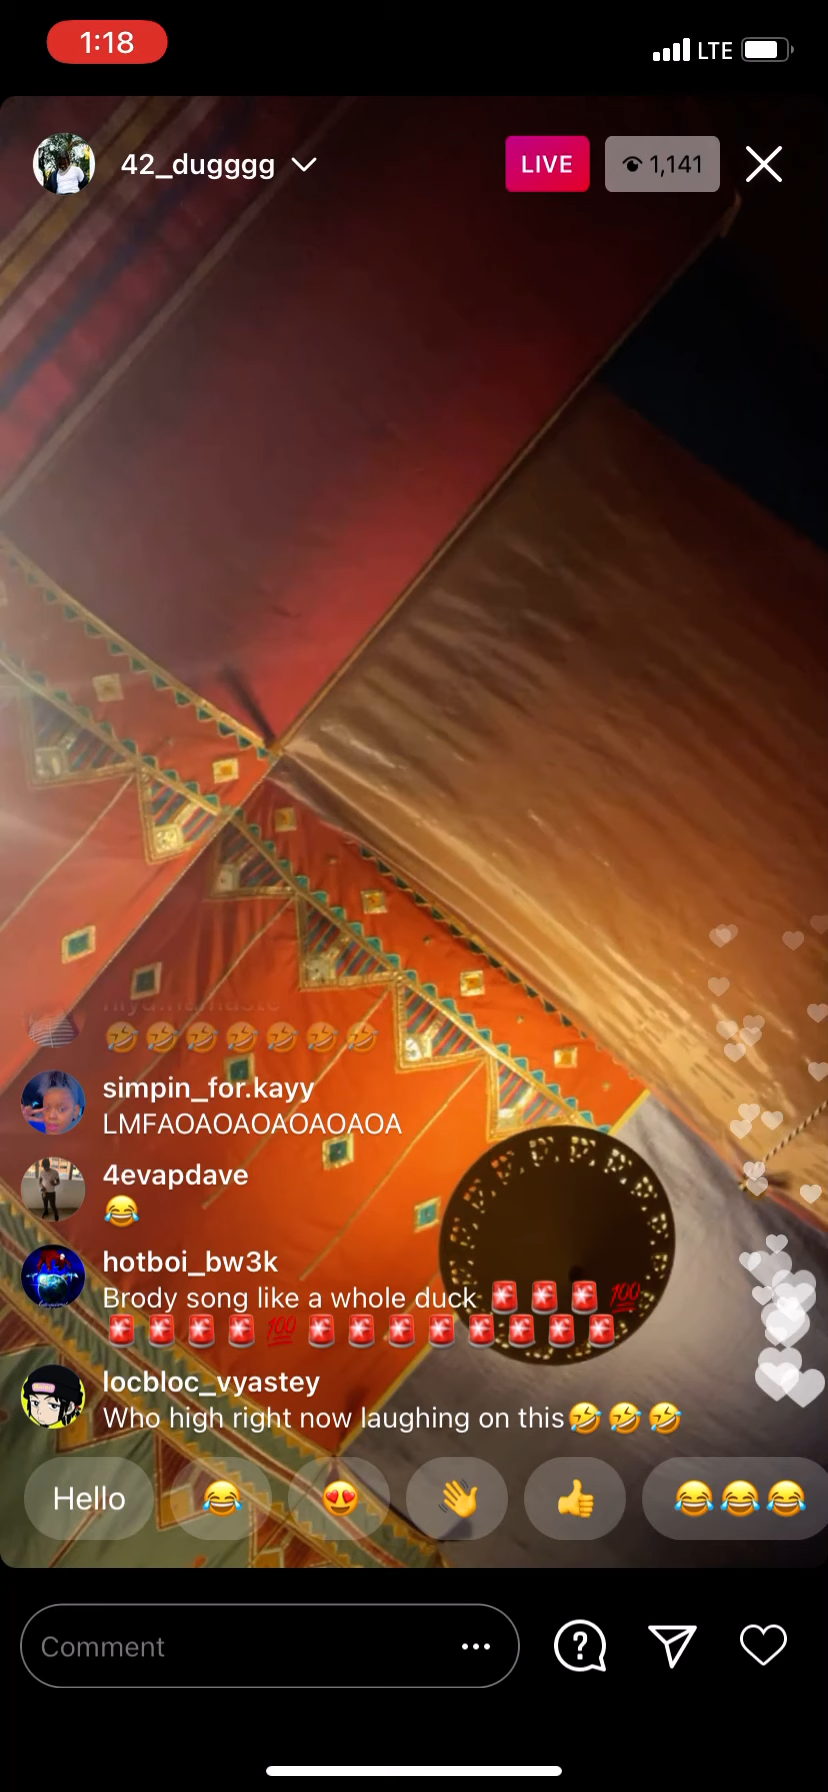 1:18
LTE
42_dugggg
LIVE
1,141
🤣🤣🤣🤣🤣🤣🤣
simpin_for.kayy
LMFAOAOAOAOAOAOA
4evapdave
😂
hotboi_bw3k
Brody song like a whole duck 🚨🚨🚨💯
🚨🚨🚨🚨💯🚨🚨🚨🚨🚨🚨🚨🚨
locbloc_vyastey
Who high right now laughing on this🤣🤣🤣
Hello 😂 😍 👋 👍 😂😂😂
Comment